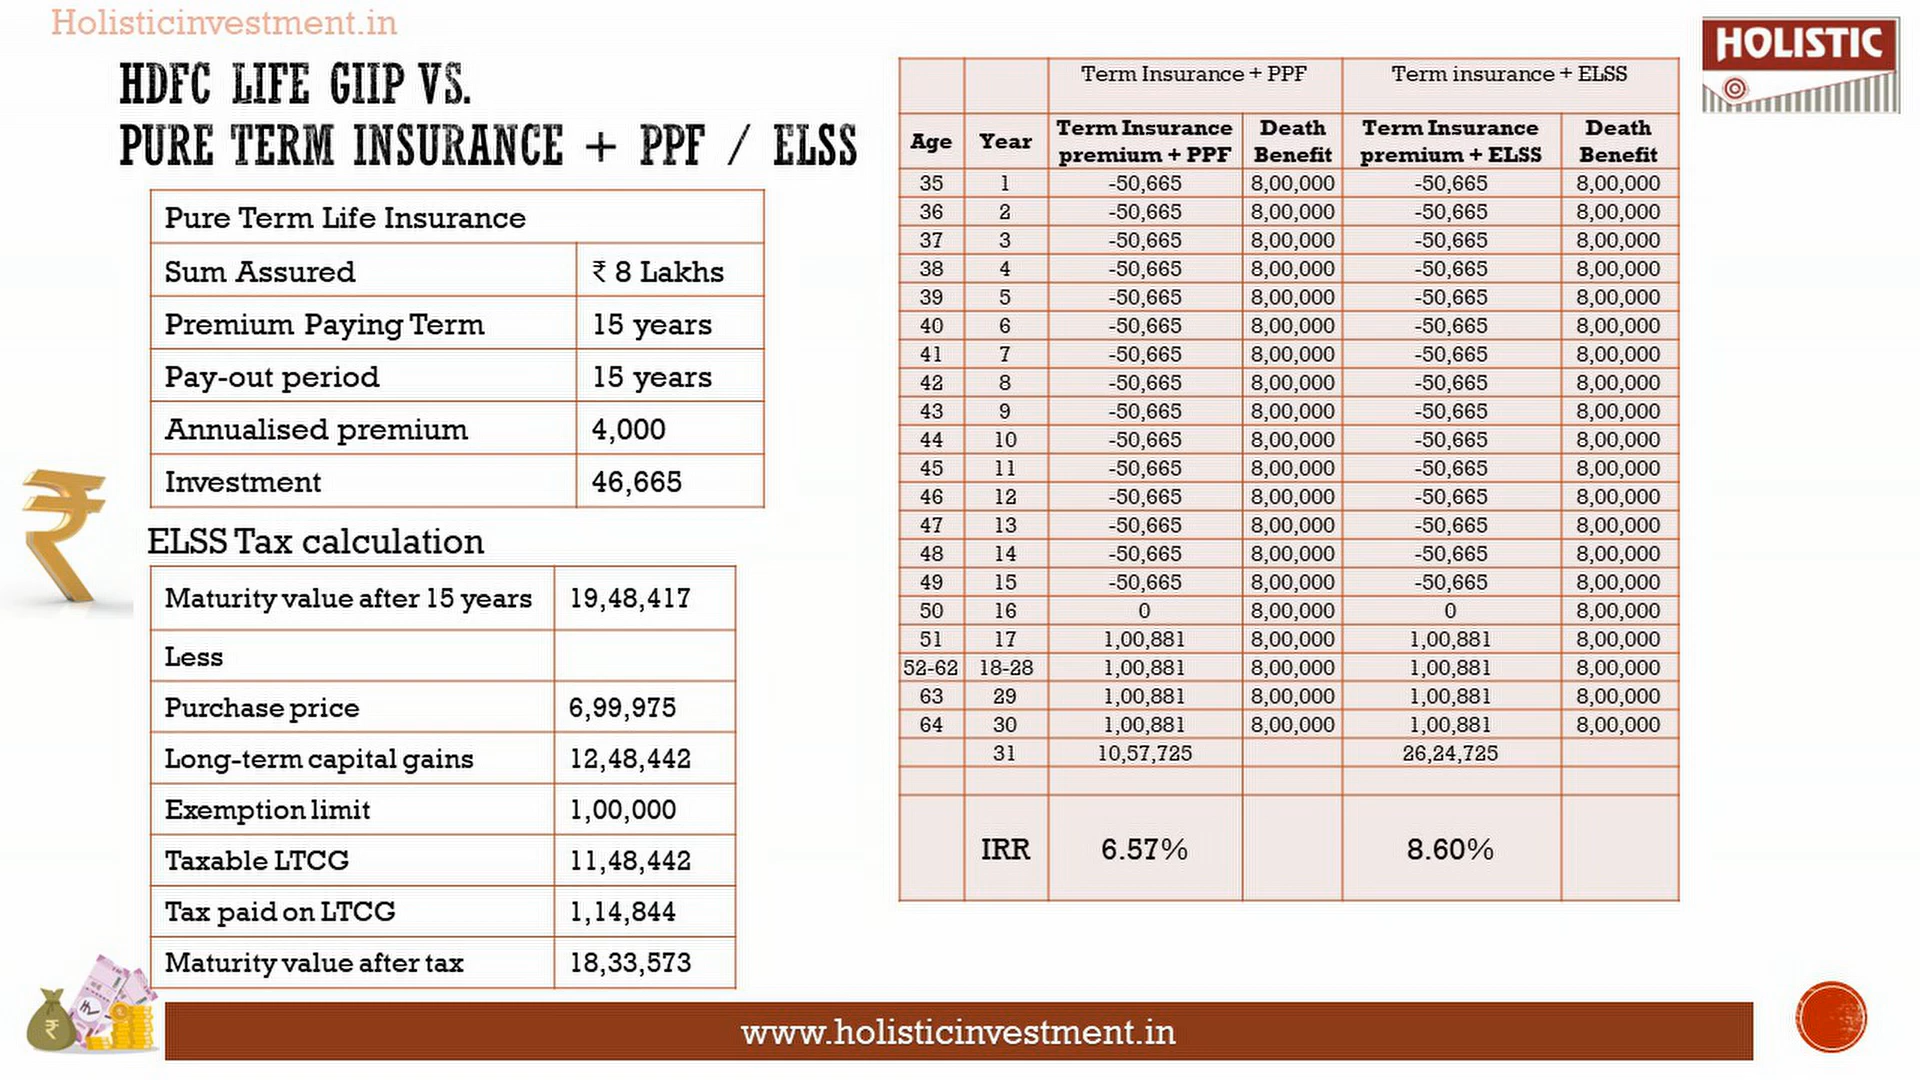 Holisticinvestment.in
HOLISTIC
HDFC LIFE GIIP VS.
PURE TERM INSURANCE + PPF / ELSS
Pure Term Life Insurance
Sum Assured ₹ 8 Lakhs
Premium Paying Term 15 years
Pay-out period 15 years
Annualised premium 4,000
Investment 46,665
ELSS Tax calculation
Maturity value after 15 years 19,48,417
Less
Purchase price 6,99,975
Long-term capital gains 12,48,442
Exemption limit 1,00,000
Taxable LTCG 11,48,442
Tax paid on LTCG 1,14,844
Maturity value after tax 18,33,573
Term Insurance + PPF Term insurance + ELSS
Age Year Term Insurance premium + PPF Death Benefit Term Insurance premium + ELSS Death Benefit
35 1 -50,665 8,00,000 -50,665 8,00,000
36 2 -50,665 8,00,000 -50,665 8,00,000
37 3 -50,665 8,00,000 -50,665 8,00,000
38 4 -50,665 8,00,000 -50,665 8,00,000
39 5 -50,665 8,00,000 -50,665 8,00,000
40 6 -50,665 8,00,000 -50,665 8,00,000
41 7 -50,665 8,00,000 -50,665 8,00,000
42 8 -50,665 8,00,000 -50,665 8,00,000
43 9 -50,665 8,00,000 -50,665 8,00,000
44 10 -50,665 8,00,000 -50,665 8,00,000
45 11 -50,665 8,00,000 -50,665 8,00,000
46 12 -50,665 8,00,000 -50,665 8,00,000
47 13 -50,665 8,00,000 -50,665 8,00,000
48 14 -50,665 8,00,000 -50,665 8,00,000
49 15 -50,665 8,00,000 -50,665 8,00,000
50 16 0 8,00,000 0 8,00,000
51 17 1,00,881 8,00,000 1,00,881 8,00,000
52-62 18-28 1,00,881 8,00,000 1,00,881 8,00,000
63 29 1,00,881 8,00,000 1,00,881 8,00,000
64 30 1,00,881 8,00,000 1,00,881 8,00,000
31 10,57,725 26,24,725
IRR 6.57% 8.60%
www.holisticinvestment.in